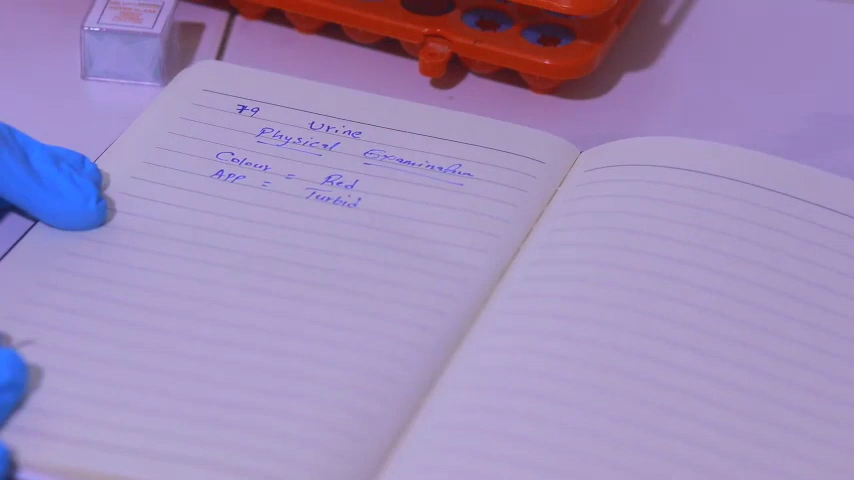 79 Urine
Physical Examination
Colour = Red
APP = Turbid